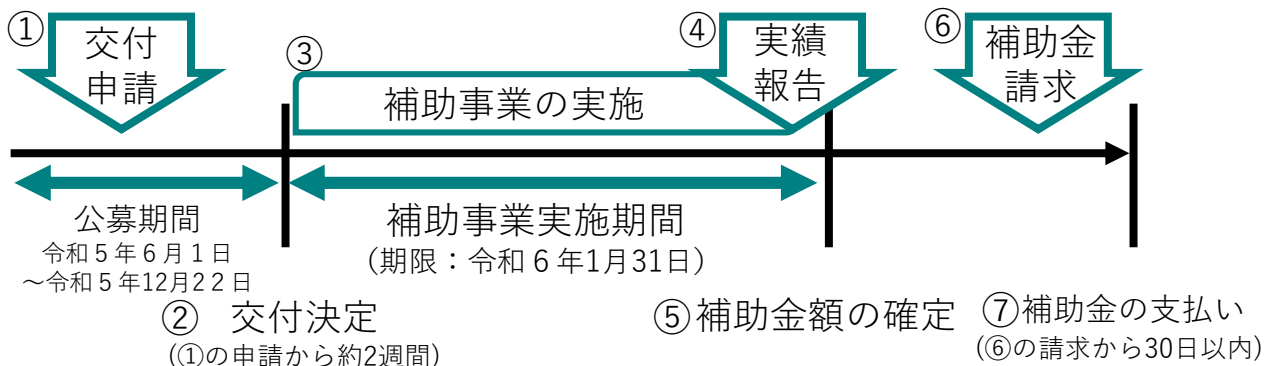 ①
交付
申請
③
補助事業の実施
④
実績
報告
⑥
補助金
請求
公募期間
令和5年6月1日
～令和5年12月22日
補助事業実施期間
（期限：令和6年1月31日）
② 交付決定
(①の申請から約2週間)
⑤補助金額の確定
⑦補助金の支払い
(⑥の請求から30日以内)